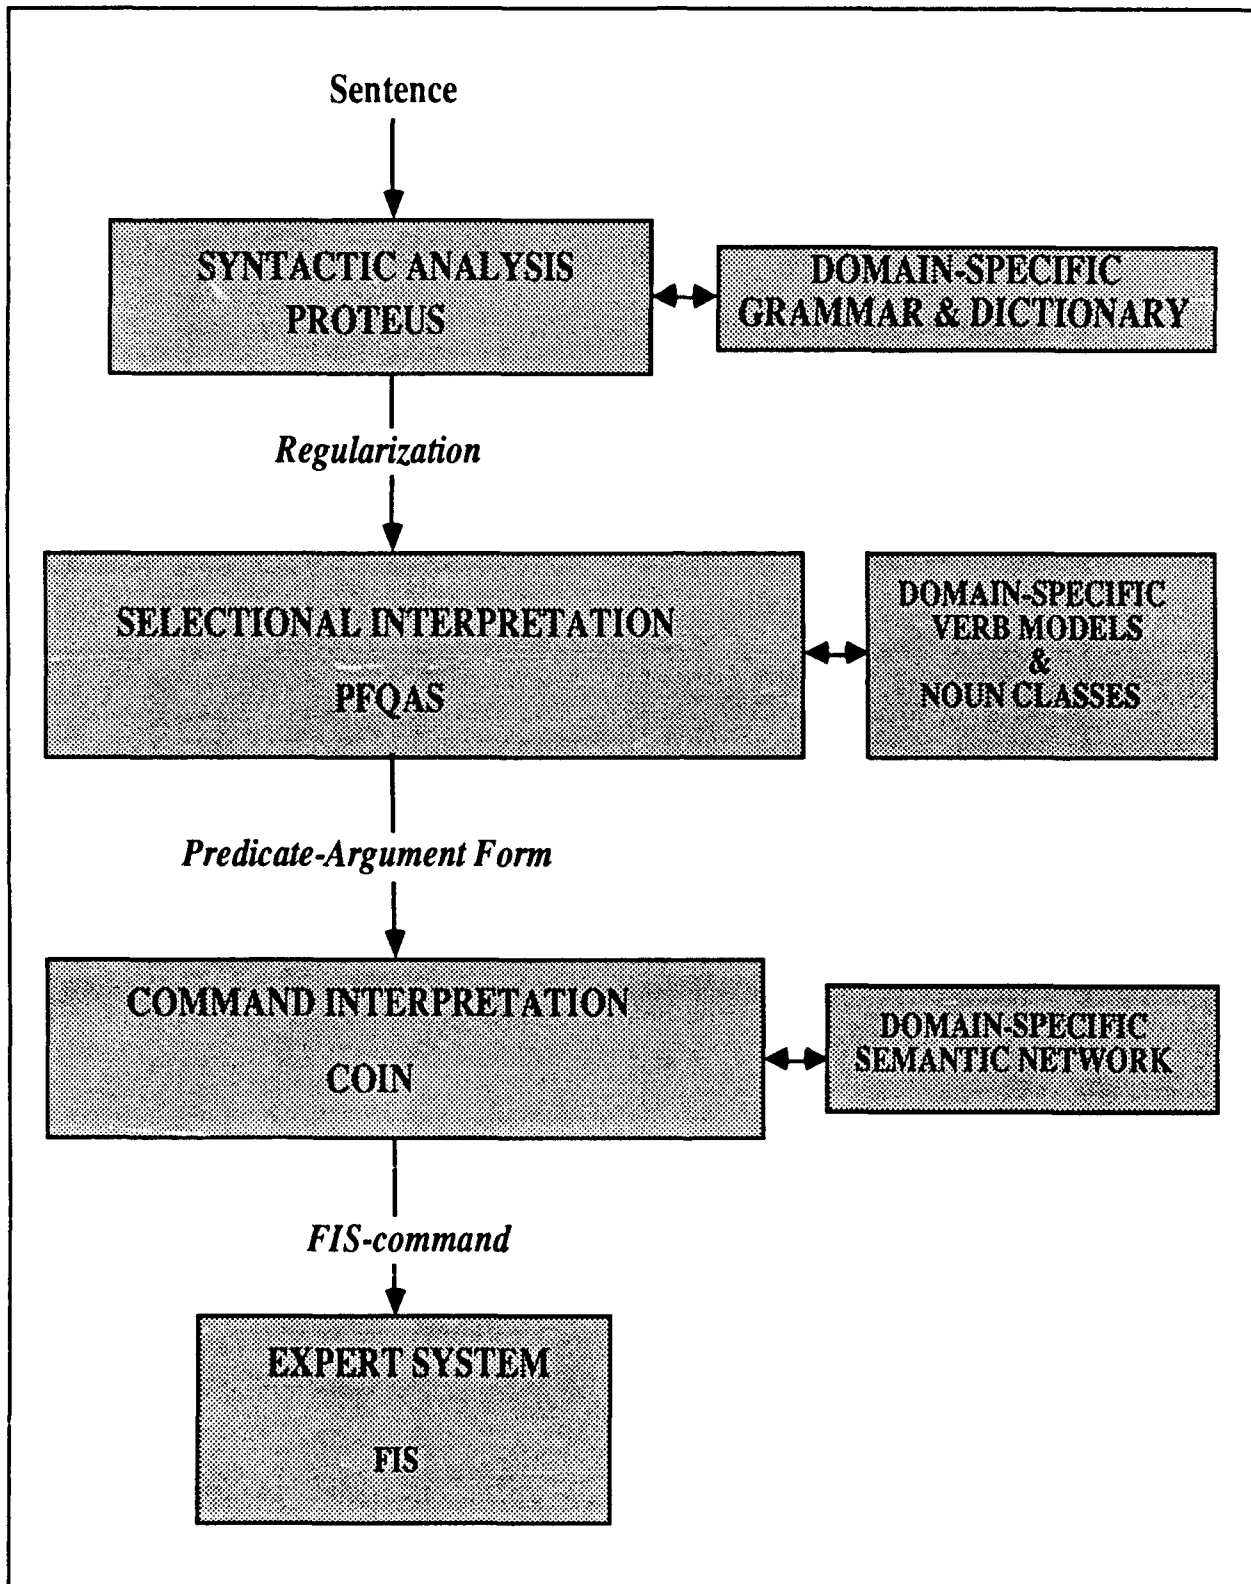 Sentence
SYNTACTIC ANALYSIS
PROTEUS
DOMAIN-SPECIFIC
GRAMMAR & DICTIONARY
Regularization
SELECTIONAL INTERPRETATION
PFQAS
DOMAIN-SPECIFIC
VERB MODELS
&
NOUN CLASSES
Predicate-Argument Form
COMMAND INTERPRETATION
COIN
DOMAIN-SPECIFIC
SEMANTIC NETWORK
FIS-command
EXPERT SYSTEM
FIS